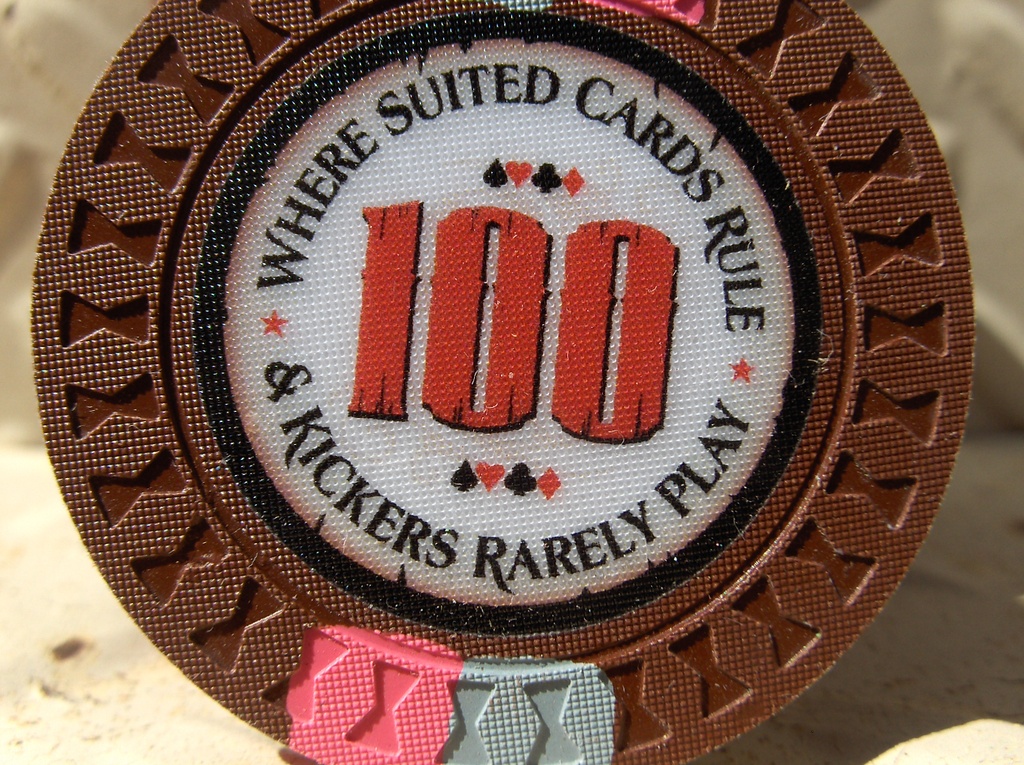 WHERE SUITED CARDS RULE
100
& KICKERS RARELY PLAY